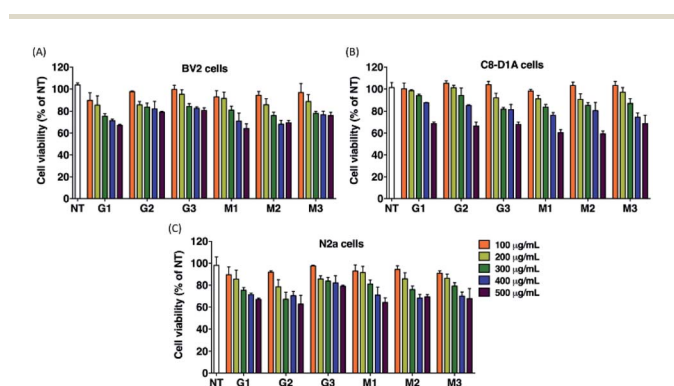 (A)
BV2 cells
Cell viability (% of NT)
120
100
80
60
40
20
0
NT G1 G2 G3 M1 M2 M3
(B)
C8-D1A cells
Cell viability (% of NT)
120
100
80
60
40
20
0
NT G1 G2 G3 M1 M2 M3
(C)
N2a cells
Cell viability (% of NT)
120
100
80
60
40
20
0
NT G1 G2 G3 M1 M2 M3
100 µg/mL
200 µg/mL
300 µg/mL
400 µg/mL
500 µg/mL